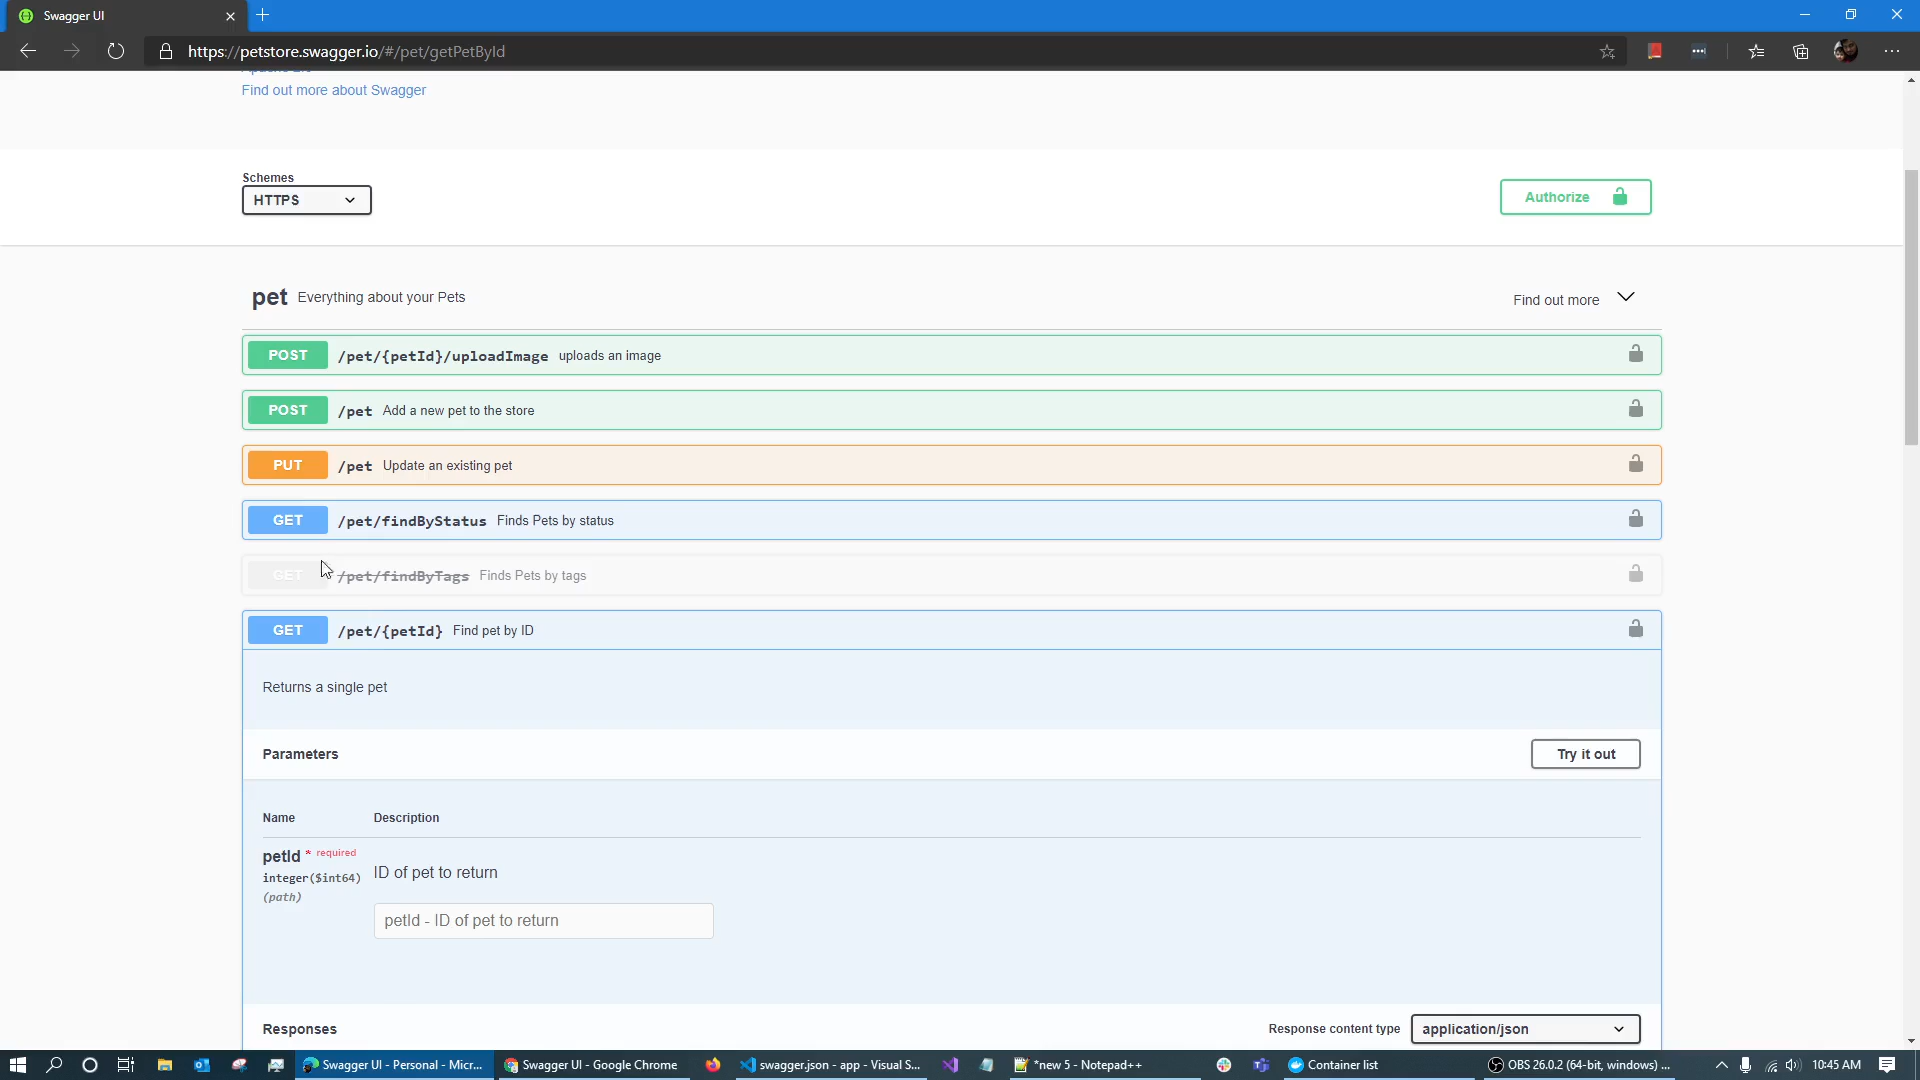 Swagger UI
https://petstore.swagger.io/#/pet/getPetById
Find out more about Swagger
Schemes
HTTPS
Authorize
pet Everything about your Pets
Find out more
POST /pet/{petId}/uploadImage uploads an image
POST /pet Add a new pet to the store
PUT /pet Update an existing pet
GET /pet/findByStatus Finds Pets by status
GET /pet/findByTags Finds Pets by tags
GET /pet/{petId} Find pet by ID
Returns a single pet
Parameters
Try it out
Name Description
petId * required
integer($int64)
(path)
ID of pet to return
petId - ID of pet to return
Responses
Response content type application/json
Swagger UI - Personal - Micr... Swagger UI - Google Chrome swagger.json - app - Visual S... *new 5 - Notepad++ Container list OBS 26.0.2 (64-bit, windows) ... 10:45 AM